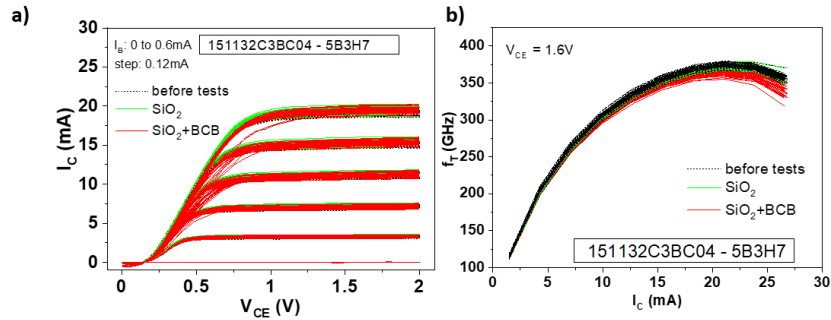 a)
I_B: 0 to 0.6mA
step: 0.12mA
151132C3BC04 - 5B3H7
before tests
SiO₂
SiO₂+BCB
I_C (mA)
30
25
20
15
10
5
0
0
0.5
1
1.5
2
V_CE (V)
b)
V_CE = 1.6V
f_T (GHz)
400
350
300
250
200
150
100
before tests
SiO₂
SiO₂+BCB
151132C3BC04 - 5B3H7
0
5
10
15
20
25
30
I_C (mA)